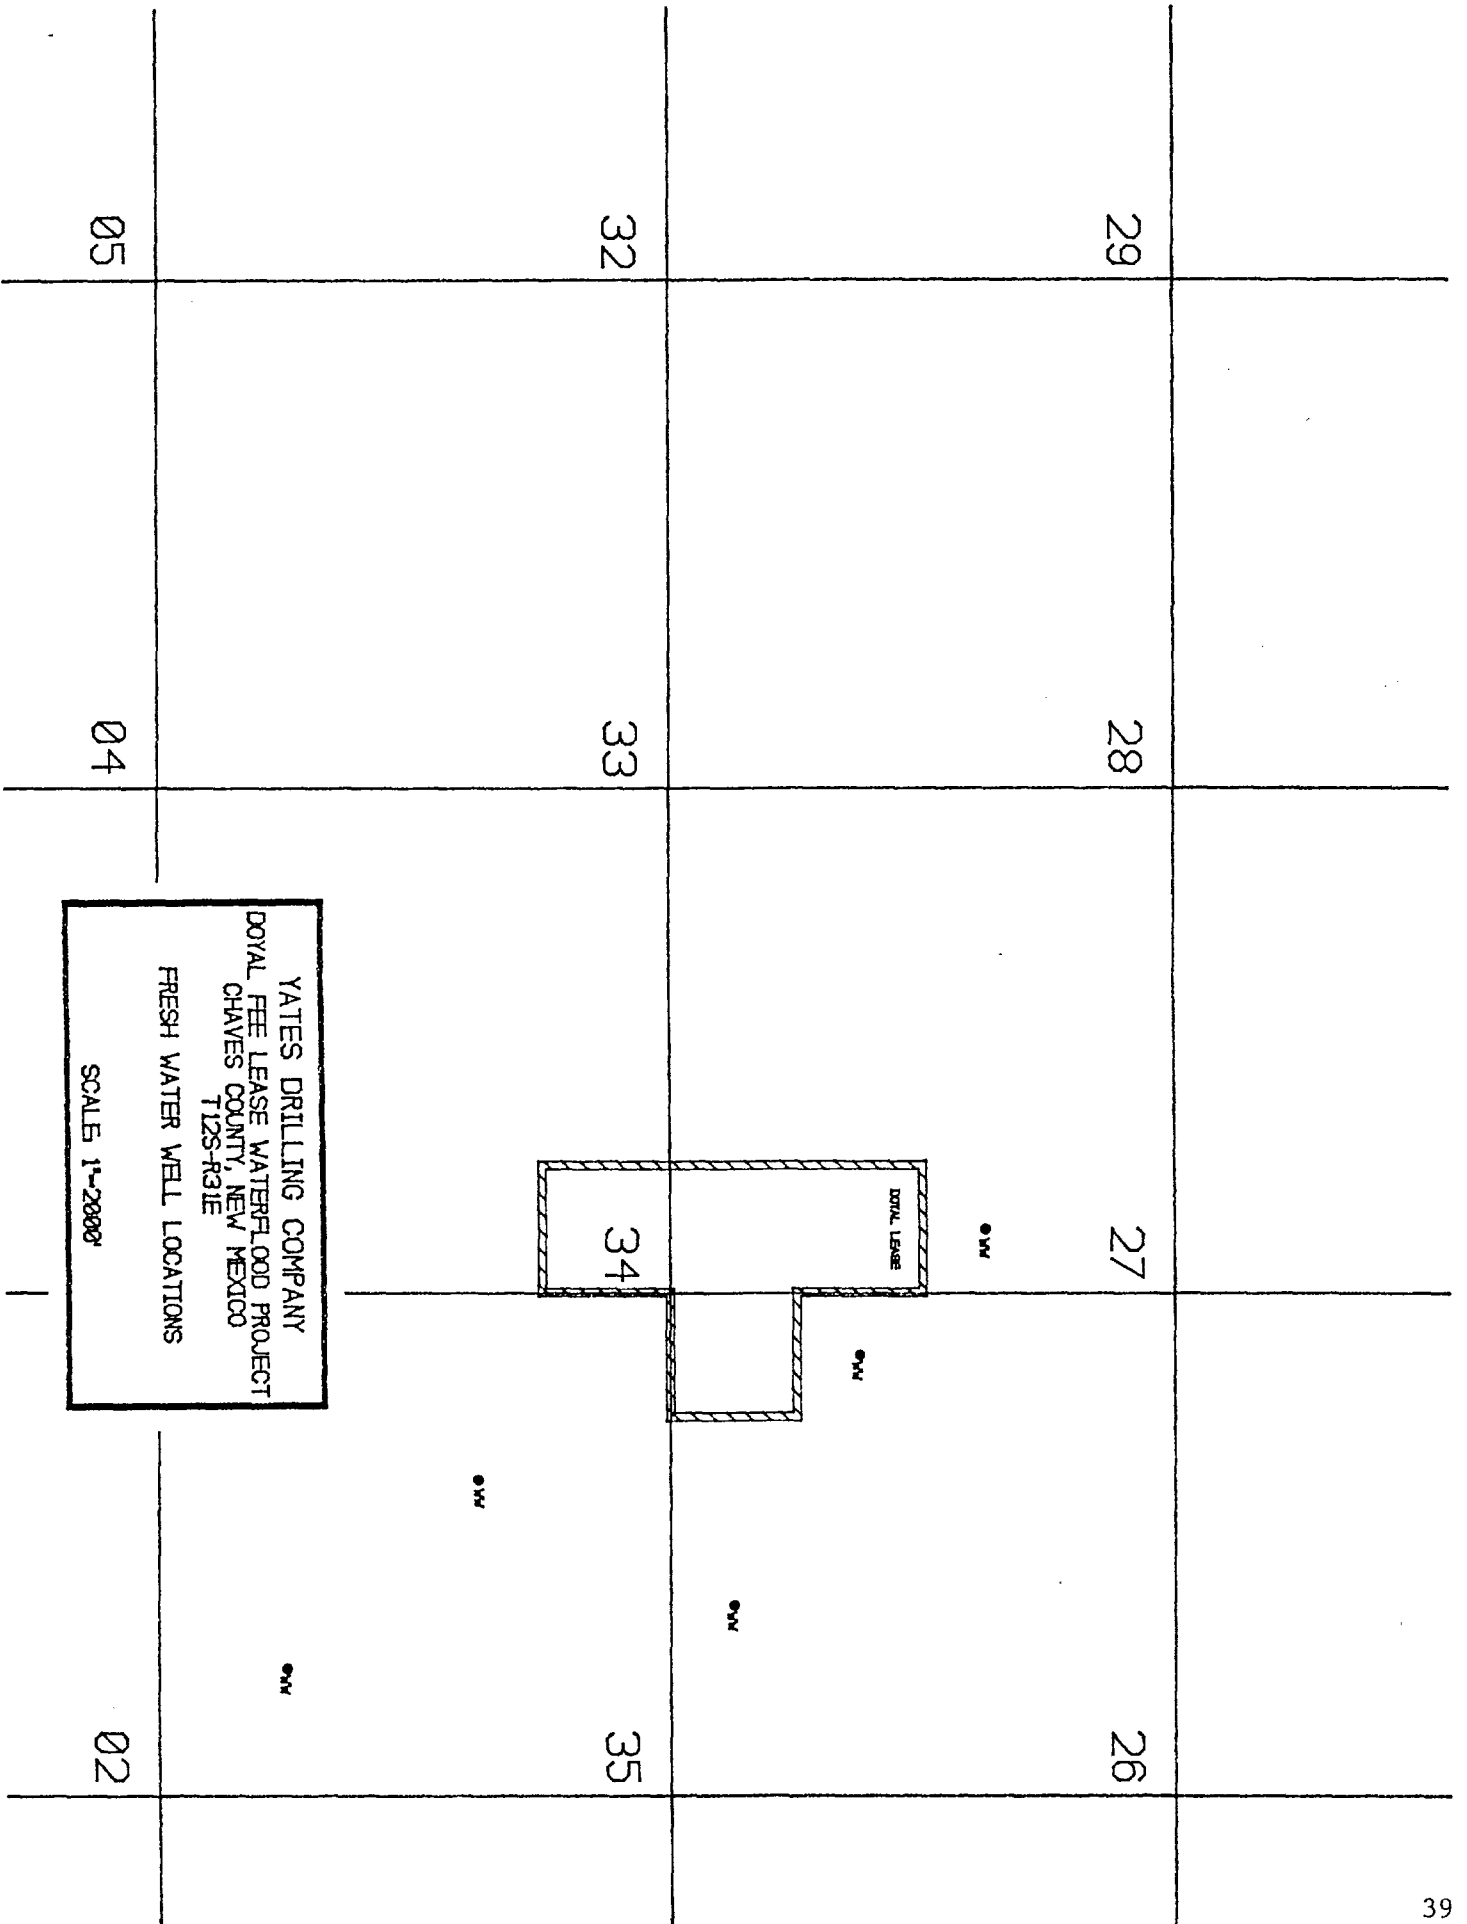 29 28 27 26
WW
DOYAL LEASE
WW
WW
32 33 34 35
WW
YATES DRILLING COMPANY
DOYAL FEE LEASE WATERFLOOD PROJECT
CHAVES COUNTY, NEW MEXICO
T12S-R31E
FRESH WATER WELL LOCATIONS
SCALE: 1"=2000'
WW
05 04 02
39